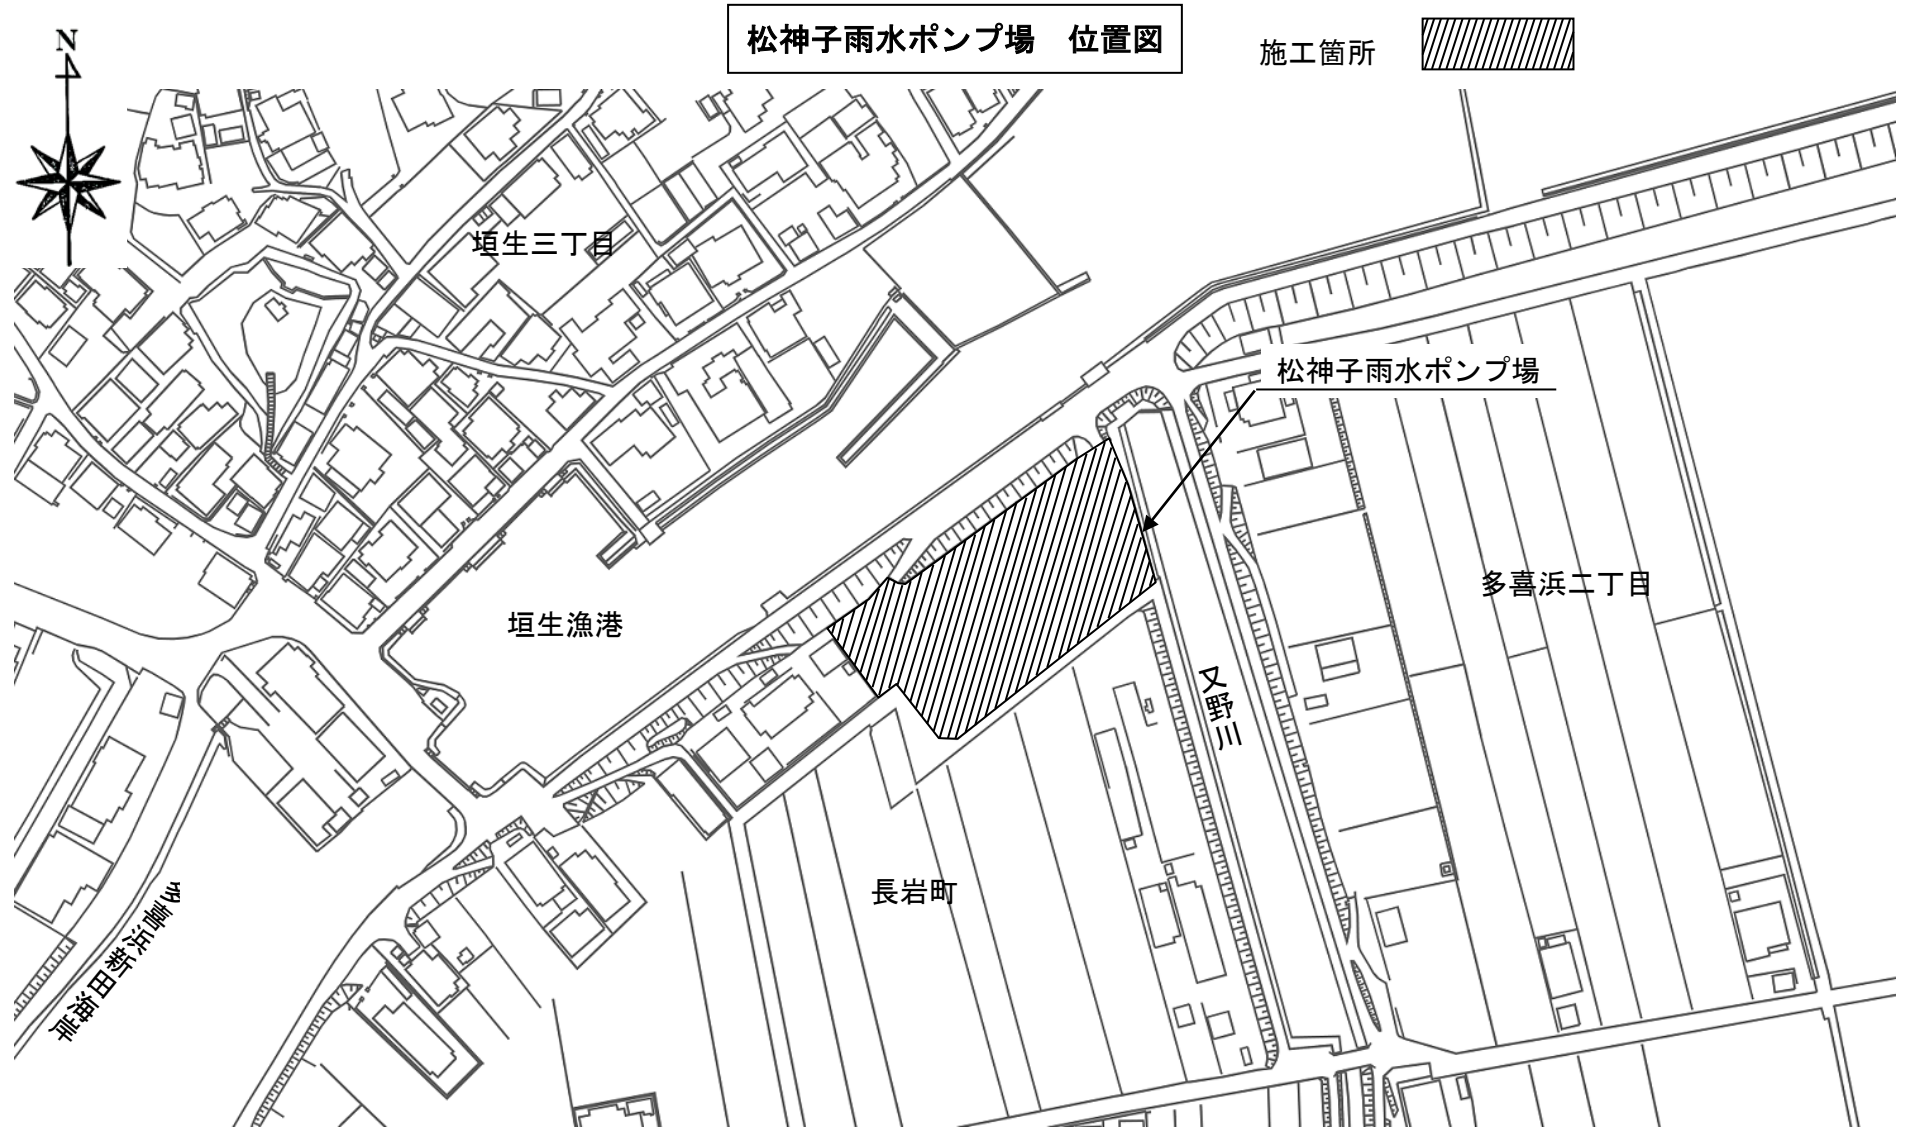 松神子雨水ポンプ場　位置図
施工箇所
N
垣生三丁目
松神子雨水ポンプ場
多喜浜二丁目
垣生漁港
又野川
長岩町
多喜浜新田海岸